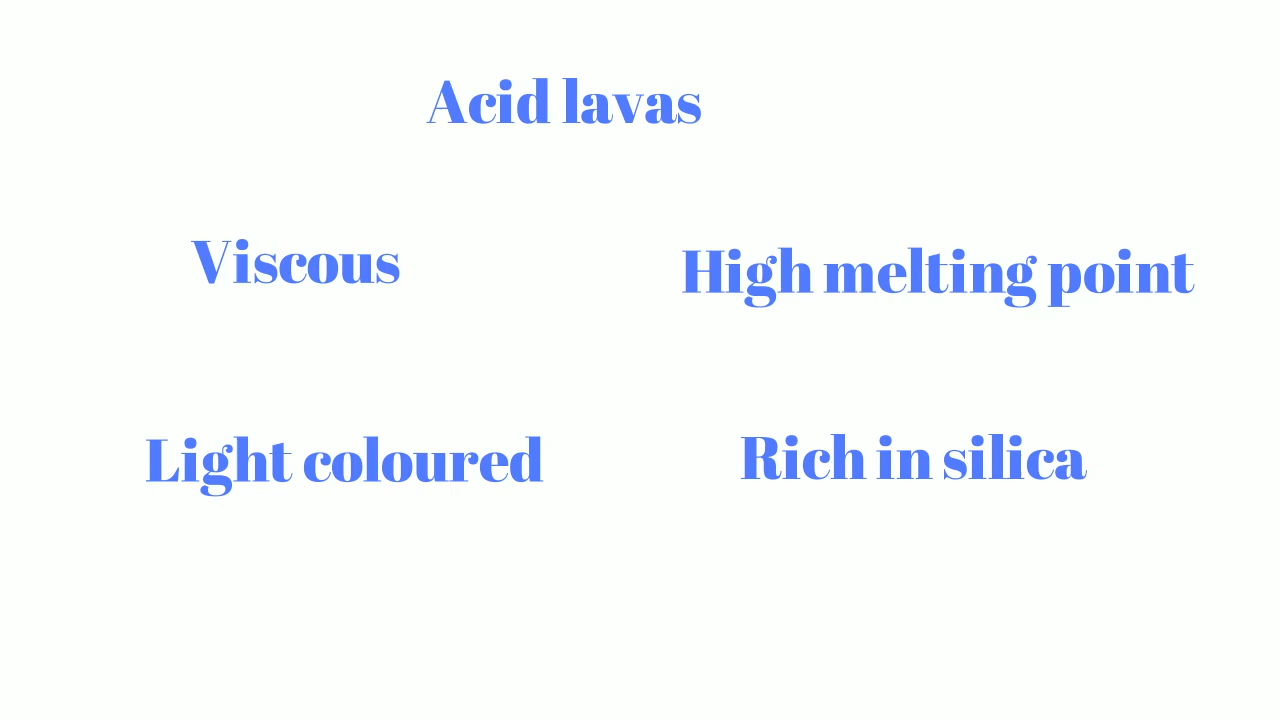 Acid lavas
Viscous
High melting point
Light coloured
Rich in silica